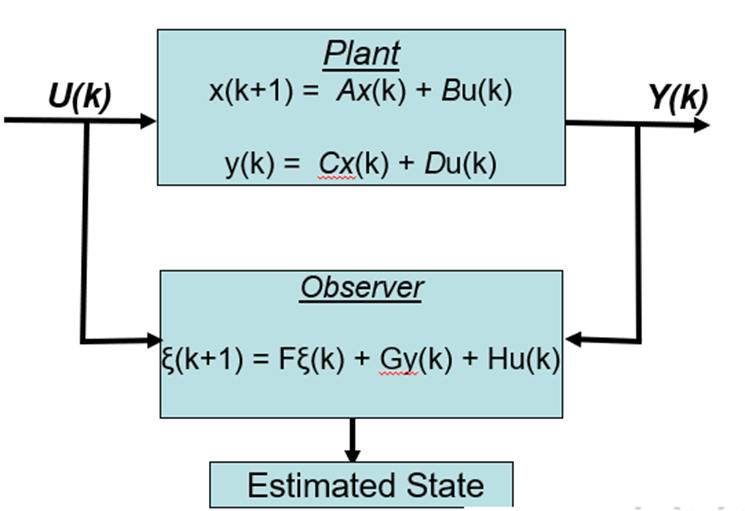 Plant
U(k)
x(k+1) = Ax(k) + Bu(k)
Y(k)
y(k) = Cx(k) + Du(k)
Observer
ξ(k+1) = Fξ(k) + Gy(k) + Hu(k)
Estimated State